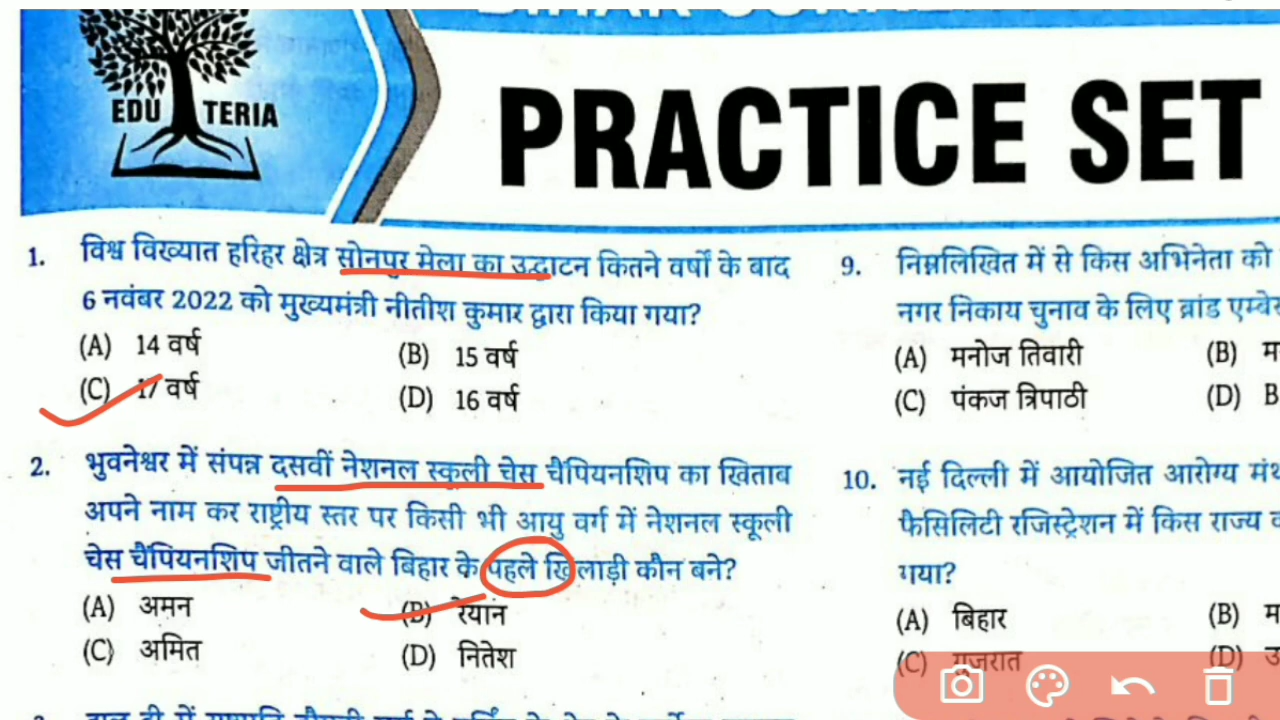 EDU TERIA
PRACTICE SET
1. विश्व विख्यात हरिहर क्षेत्र सोनपुर मेला का उद्घाटन कितने वर्षों के बाद
6 नवंबर 2022 को मुख्यमंत्री नीतीश कुमार द्वारा किया गया?
(A) 14 वर्ष
(B) 15 वर्ष
(C) 17 वर्ष
(D) 16 वर्ष
2. भुवनेश्वर में संपन्न दसवीं नेशनल स्कूली चेस चैंपियनशिप का खिताब
अपने नाम कर राष्ट्रीय स्तर पर किसी भी आयु वर्ग में नेशनल स्कूली
चेस चैंपियनशिप जीतने वाले बिहार के पहले खिलाड़ी कौन बने?
(A) अमन
(B) रेयान
(C) अमित
(D) नितेश
9. निम्नलिखित में से किस अभिनेता को
नगर निकाय चुनाव के लिए ब्रांड
(A) मनोज तिवारी
(B)
(C) पंकज त्रिपाठी
(D) B
10. नई दिल्ली में आयोजित आरोग्य
फैसिलिटी रजिस्ट्रेशन में किस राज्य
गया?
(A) बिहार
(B)
(C) गुजरात
(D)